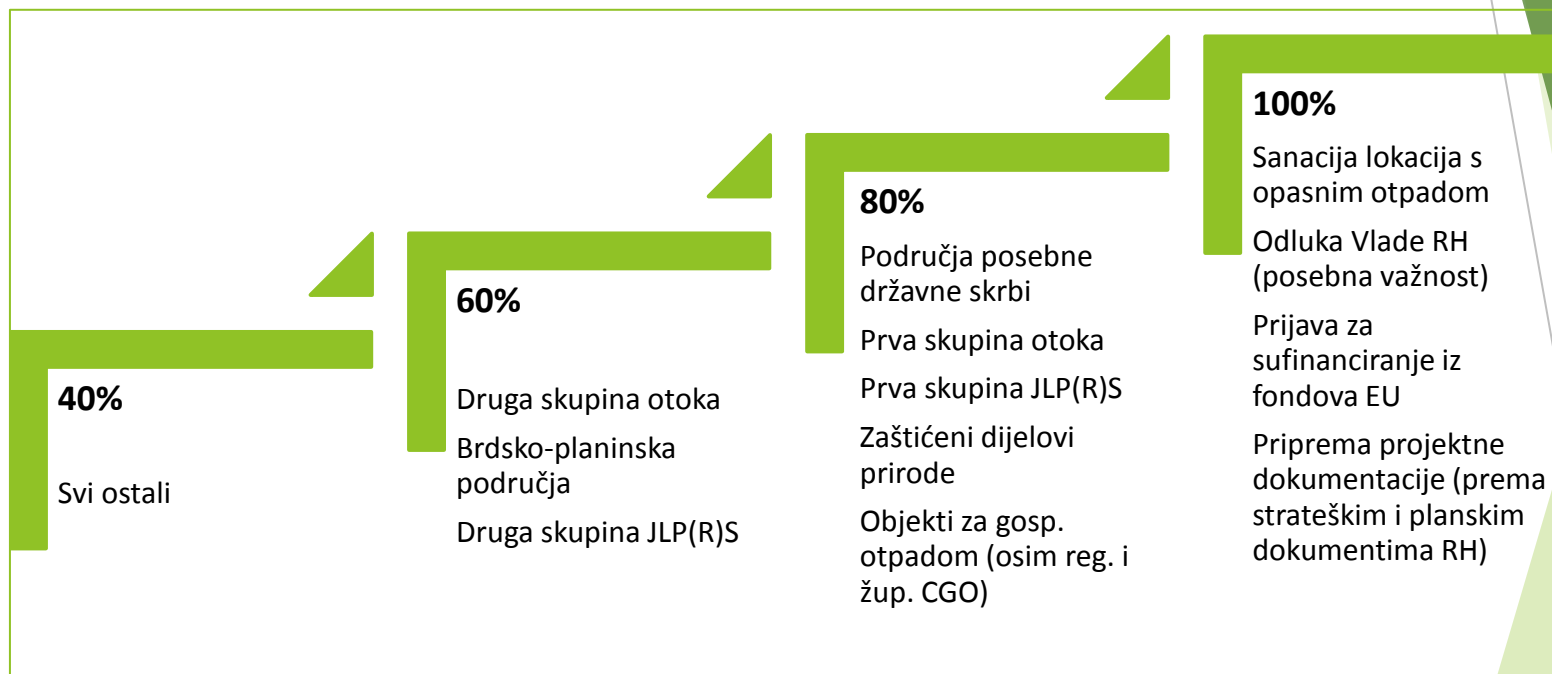 40%
Svi ostali
60%
Druga skupina otoka
Brdsko-planinska
područja
Druga skupina JLP(R)S
80%
Područja posebne
državne skrbi
Prva skupina otoka
Prva skupina JLP(R)S
Zaštićeni dijelovi
prirode
Objekti za gosp.
otpadom (osim reg. i
žup. CGO)
100%
Sanacija lokacija s
opasnim otpadom
Odluka Vlade RH
(posebna važnost)
Prijava za
sufinanciranje iz
fondova EU
Priprema projektne
dokumentacije (prema
strateškim i planskim
dokumentima RH)